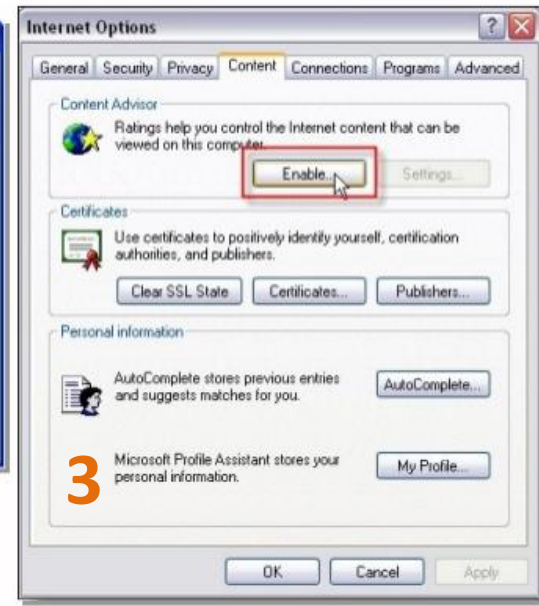 Internet Options
General Security Privacy Content Connections Programs Advanced
Content Advisor
Ratings help you control the Internet content that can be
viewed on this computer.
Enable... Settings...
Certificates
Use certificates to positively identify yourself, certification
authorities, and publishers.
Clear SSL State Certificates... Publishers...
Personal information
AutoComplete stores previous entries
and suggests matches for you.
AutoComplete...
3
Microsoft Profile Assistant stores your
personal information.
My Profile...
OK Cancel Apply